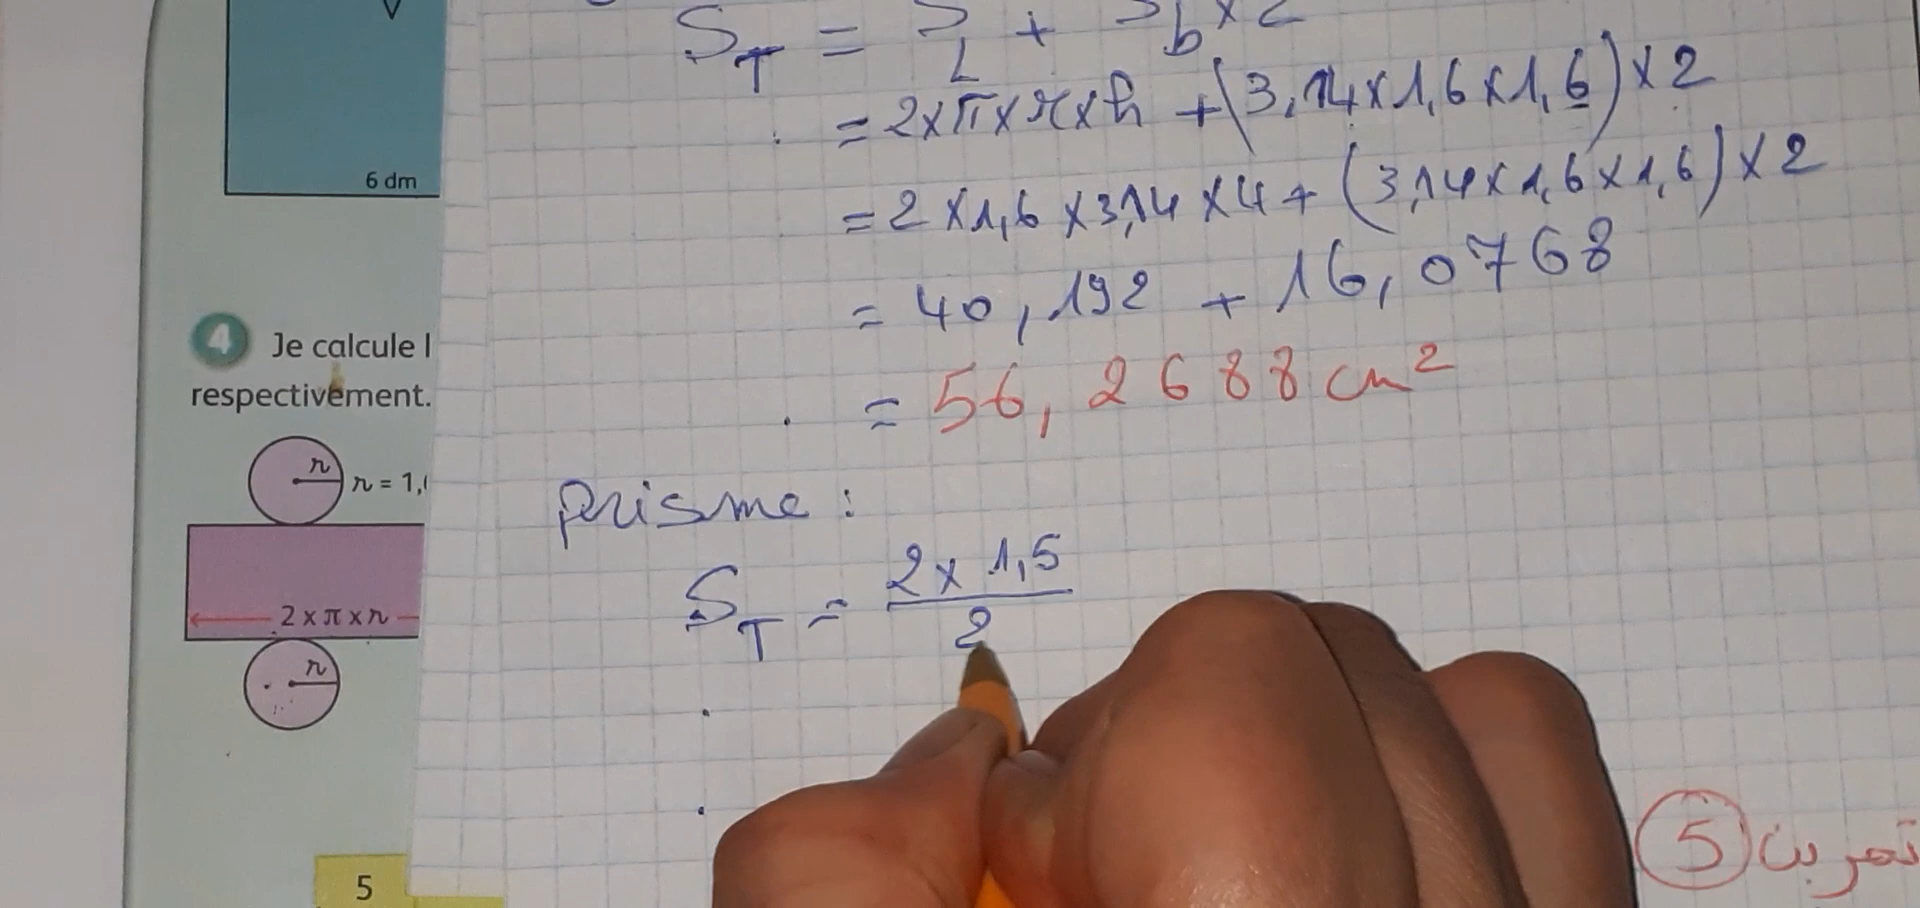 6 dm
4 Je calcule l
respectivement.
r
r = 1,
2 x π x r
r
5
S_T = S_L + S_b x 2
= 2 x π x r x h + (3,14 x 1,6 x 1,6) x 2
= 2 x 1,6 x 3,14 x 4 + (3,14 x 1,6 x 1,6) x 2
= 40,192 + 16,0768
= 56,2688 cm²
prisme :
S_T = (2 x 1,5)/2
تمرين 5